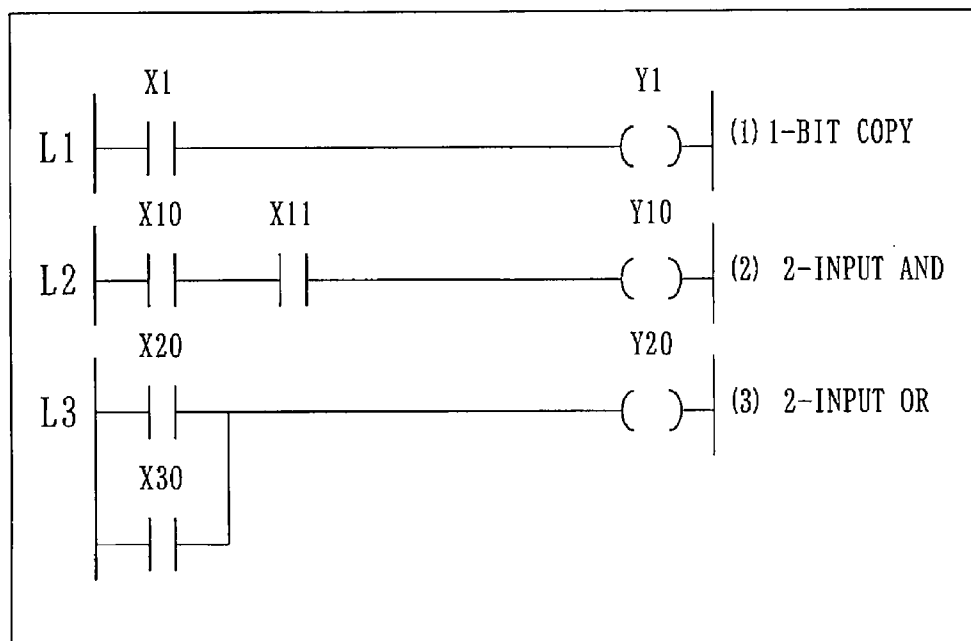 X1 Y1
L1 (1) 1-BIT COPY
X10 X11 Y10
L2 (2) 2-INPUT AND
X20 Y20
L3 (3) 2-INPUT OR
X30